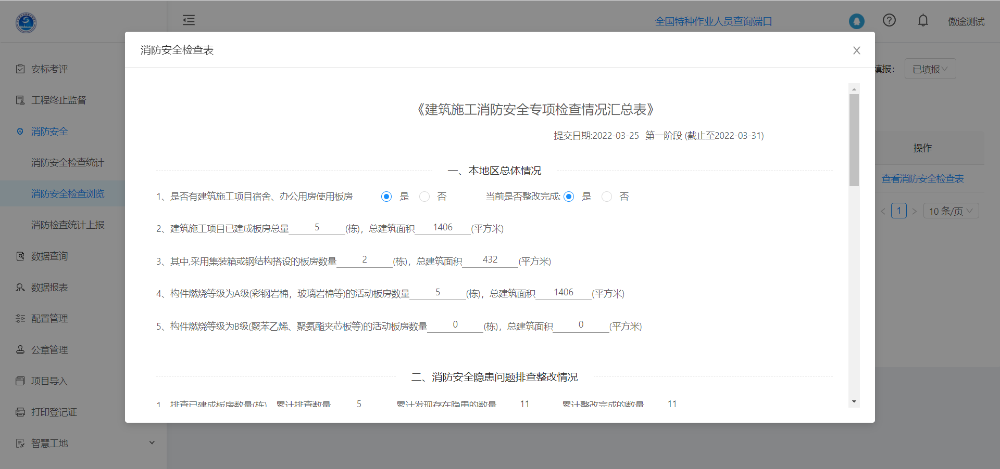 全国特种作业人员查询端口
傲途测试
消防安全检查表
安标考评
工程终止监督
消防安全
消防安全检查统计
消防安全检查浏览
消防检查统计上报
数据查询
数据报表
配置管理
公章管理
项目导入
打印登记证
智慧工地
填报：
已填报
操作
查看消防安全检查表
1
10 条/页
《建筑施工消防安全专项检查情况汇总表》
提交日期:2022-03-25 第一阶段 (截止至2022-03-31)
一、本地区总体情况
1、是否有建筑施工项目宿舍、办公用房使用板房 是 否 当前是否整改完成: 是 否
2、建筑施工项目已建成板房总量 5 (栋)，总建筑面积 1406 (平方米)
3、其中,采用集装箱或钢结构搭设的板房数量 2 (栋)，总建筑面积 432 (平方米)
4、构件燃烧等级为A级(彩钢岩棉，玻璃岩棉等)的活动板房数量 5 (栋)，总建筑面积 1406 (平方米)
5、构件燃烧等级为B级(聚苯乙烯、聚氨酯夹芯板等)的活动板房数量 0 (栋)，总建筑面积 0 (平方米)
二、消防安全隐患问题排查整改情况
1、排查已建成板房数量(栋)，累计排查数量 5 累计发现存在隐患的数量 11 累计整改完成的数量 11